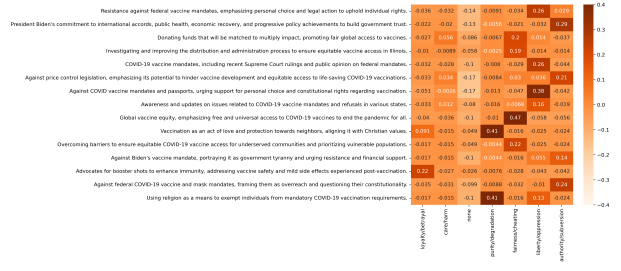 Resistance against federal vaccine mandates, emphasizing personal choice and legal action to uphold individual rights. -0.036 -0.032 -0.14 -0.013 -0.034 0.26 0.029
President Biden's commitment to international accords, public health, economic recovery, and progressive policy achievements to build government trust. -0.022 -0.02 -0.13 -0.0056 -0.021 -0.032 0.29
Donating funds that will be matched to multiply impact, promoting fair global access to vaccines. -0.027 0.056 -0.086 -0.0067 0.2 0.014 -0.037
Investigating and improving the distribution and administration process to ensure equitable vaccine access in Illinois. -0.01 -0.0089 -0.058 -0.0025 0.19 -0.014 -0.014
COVID-19 vaccine mandates, including recent Supreme Court rulings and public opinion on federal mandates. -0.032 -0.028 -0.1 -0.008 -0.029 0.26 -0.044
Against price control legislation, emphasizing its potential to hinder vaccine development and equitable access to life-saving COVID-19 vaccinations. -0.033 0.034 -0.17 -0.0084 0.03 0.036 0.21
Against COVID vaccine mandates and passports, urging support for personal choice and constitutional rights regarding vaccination. -0.051 -0.0026 -0.17 -0.013 -0.047 0.38 -0.042
Awareness and updates on issues related to COVID-19 vaccine mandates and refusals in various states. -0.033 0.012 -0.08 -0.016 0.0068 0.16 -0.019
Global vaccine equity, emphasizing free and universal access to COVID-19 vaccines to end the pandemic for all. -0.04 -0.036 -0.1 -0.01 0.47 -0.058 -0.056
Vaccination as an act of love and protection towards neighbors, aligning it with Christian values. 0.091 -0.015 -0.049 0.41 -0.016 -0.025 -0.024
Overcoming barriers to ensure equitable COVID-19 vaccine access for underserved communities and prioritizing vulnerable populations. -0.017 -0.015 -0.049 -0.0044 0.22 -0.025 -0.024
Against Biden's vaccine mandate, portraying it as government tyranny and urging resistance and financial support. -0.017 -0.015 -0.1 -0.0044 -0.016 0.055 0.14
Advocates for booster shots to enhance immunity, addressing vaccine safety and mild side effects experienced post-vaccination. 0.22 -0.027 -0.026 -0.0076 -0.028 -0.043 -0.042
Against federal COVID-19 vaccine and mask mandates, framing them as overreach and questioning their constitutionality. -0.035 -0.031 -0.099 -0.0088 -0.032 -0.01 0.24
Using religion as a means to exempt individuals from mandatory COVID-19 vaccination requirements. -0.017 -0.015 -0.1 0.41 -0.016 0.13 -0.024
loyalty/betrayal
care/harm
none
purity/degradation
fairness/cheating
liberty/oppression
authority/subversion
0.4
0.2
0.0
-0.2
-0.4